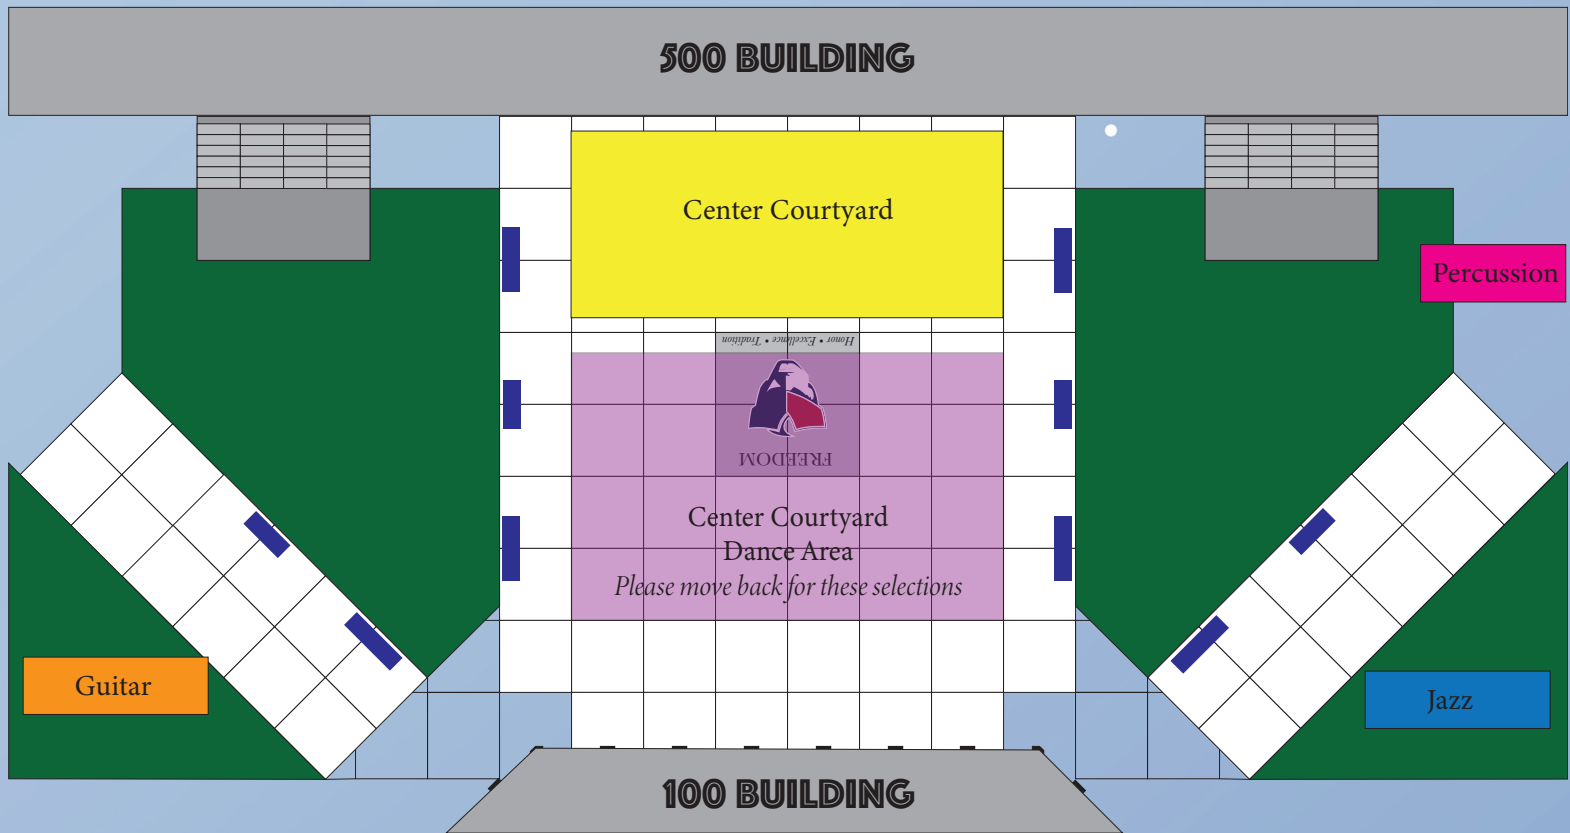 500 BUILDING
Center Courtyard
Percussion
Honor • Excellence • Tradition
FREEDOM
Center Courtyard
Dance Area
Please move back for these selections
Guitar
Jazz
100 BUILDING